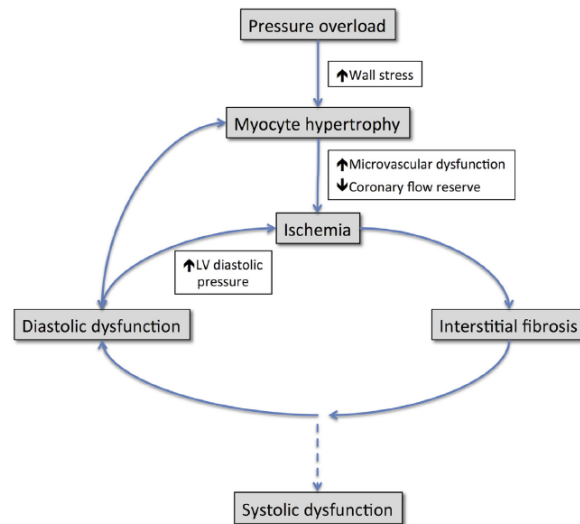 Pressure overload
↑Wall stress
Myocyte hypertrophy
↑Microvascular dysfunction
↓Coronary flow reserve
Ischemia
↑LV diastolic
pressure
Diastolic dysfunction
Interstitial fibrosis
Systolic dysfunction